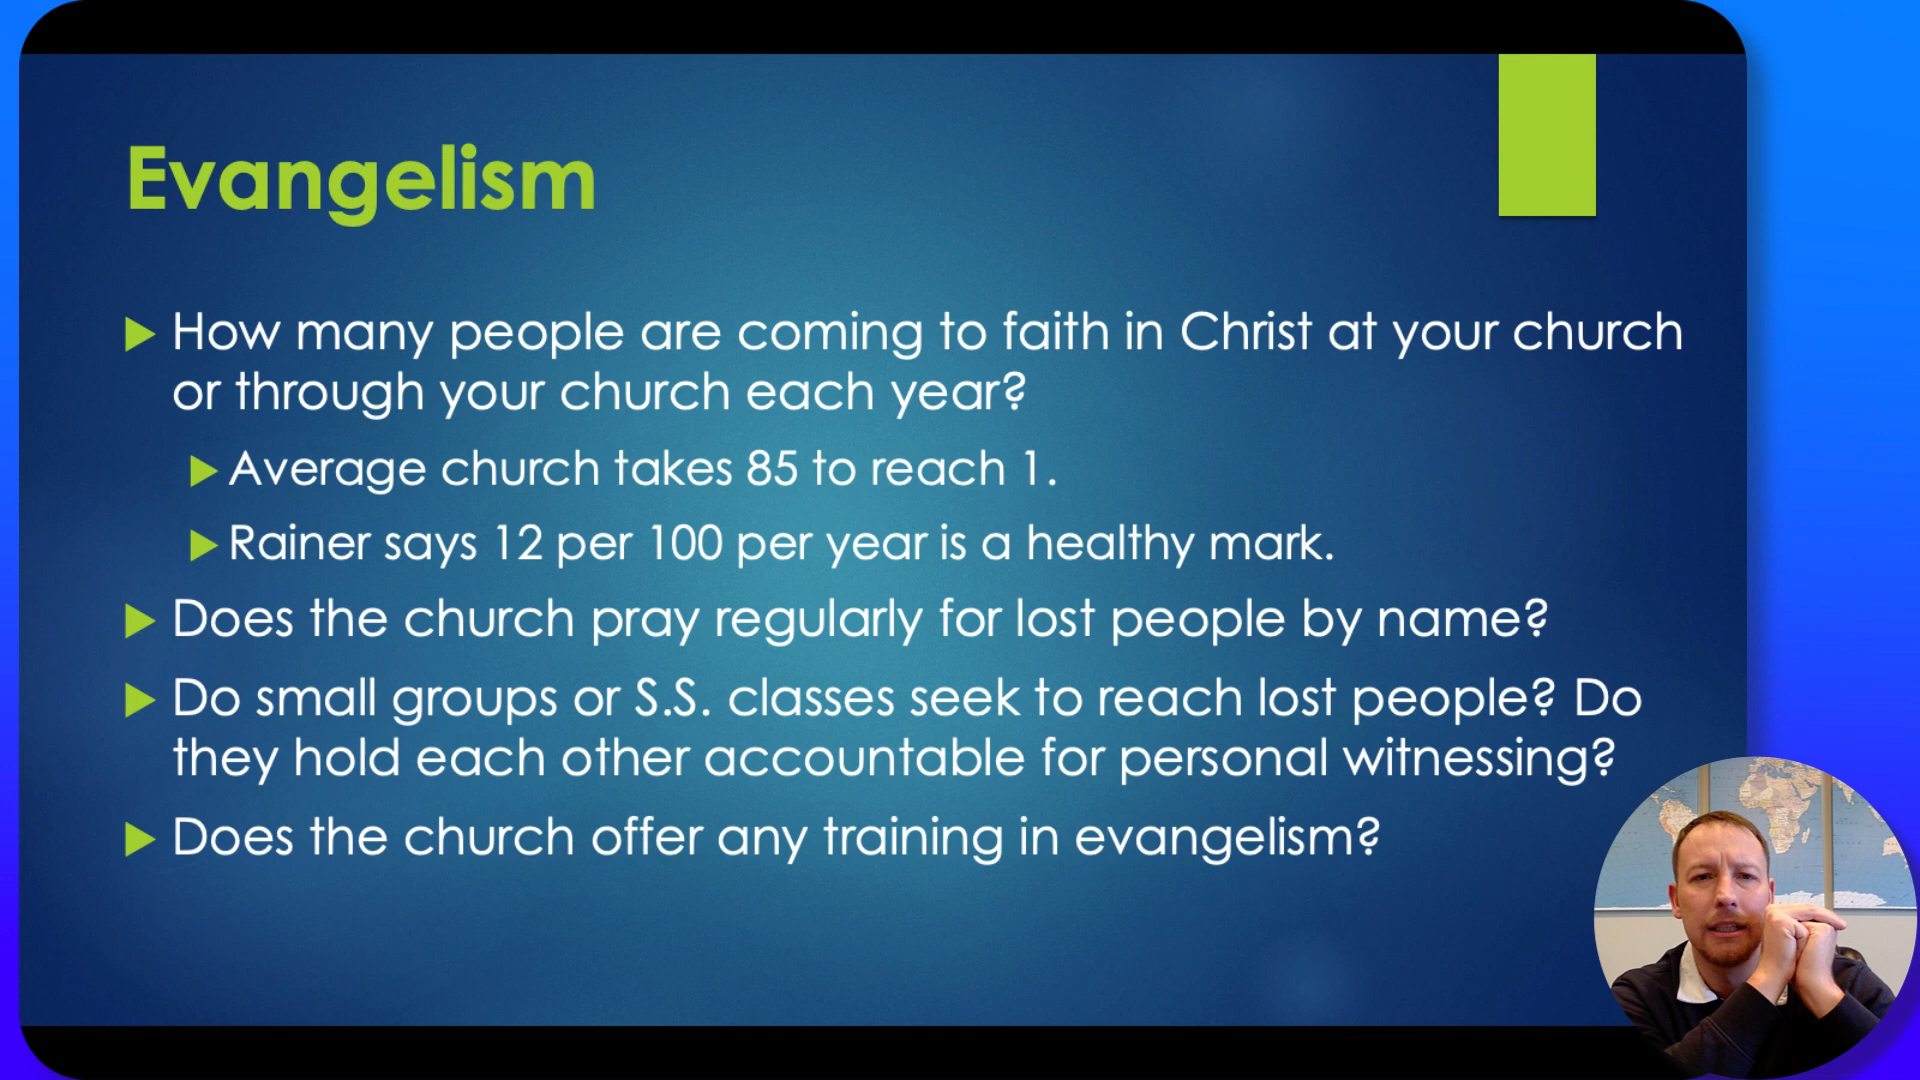 Evangelism
How many people are coming to faith in Christ at your church
or through your church each year?
Average church takes 85 to reach 1.
Rainer says 12 per 100 per year is a healthy mark.
Does the church pray regularly for lost people by name?
Do small groups or S.S. classes seek to reach lost people? Do
they hold each other accountable for personal witnessing?
Does the church offer any training in evangelism?